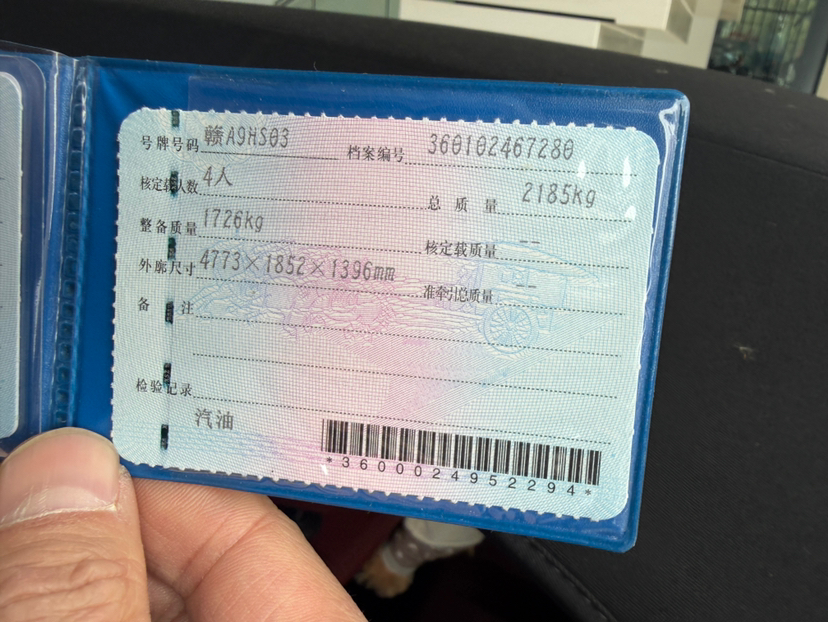 号牌号码 赣A9HS03 档案编号 360102467280
核定载人数 4人 总质量 2185kg
整备质量 1726kg 核定载质量 --
外廓尺寸 4773×1852×1396mm 准牵引总质量 --
备注
检验记录
汽油
*3600024952294*